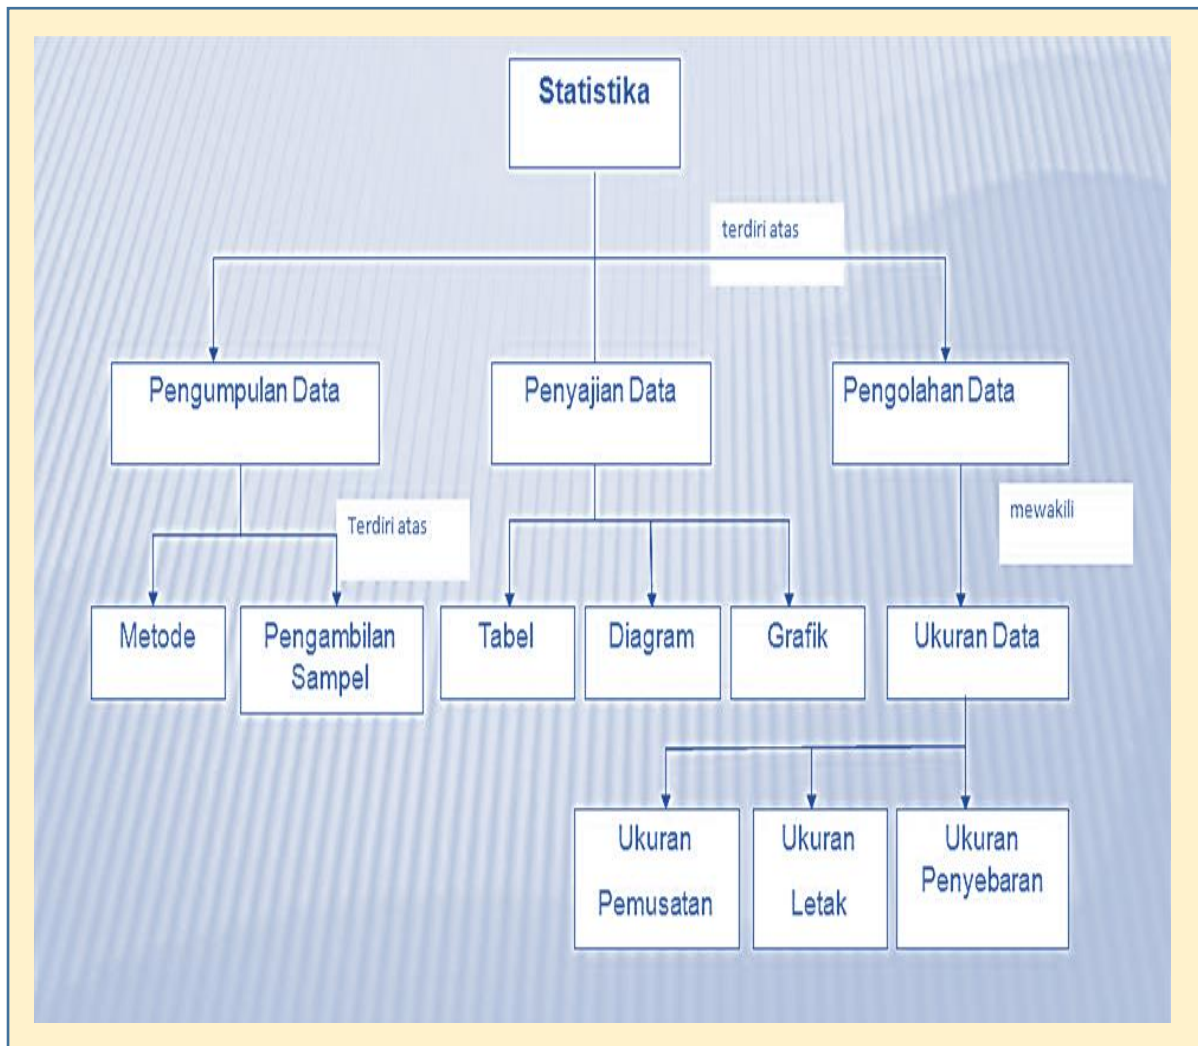 Statistika
terdiri atas
Pengumpulan Data
Penyajian Data
Pengolahan Data
Terdiri atas
mewakili
Metode
Pengambilan
Sampel
Tabel
Diagram
Grafik
Ukuran Data
Ukuran
Pemusatan
Ukuran
Letak
Ukuran
Penyebaran